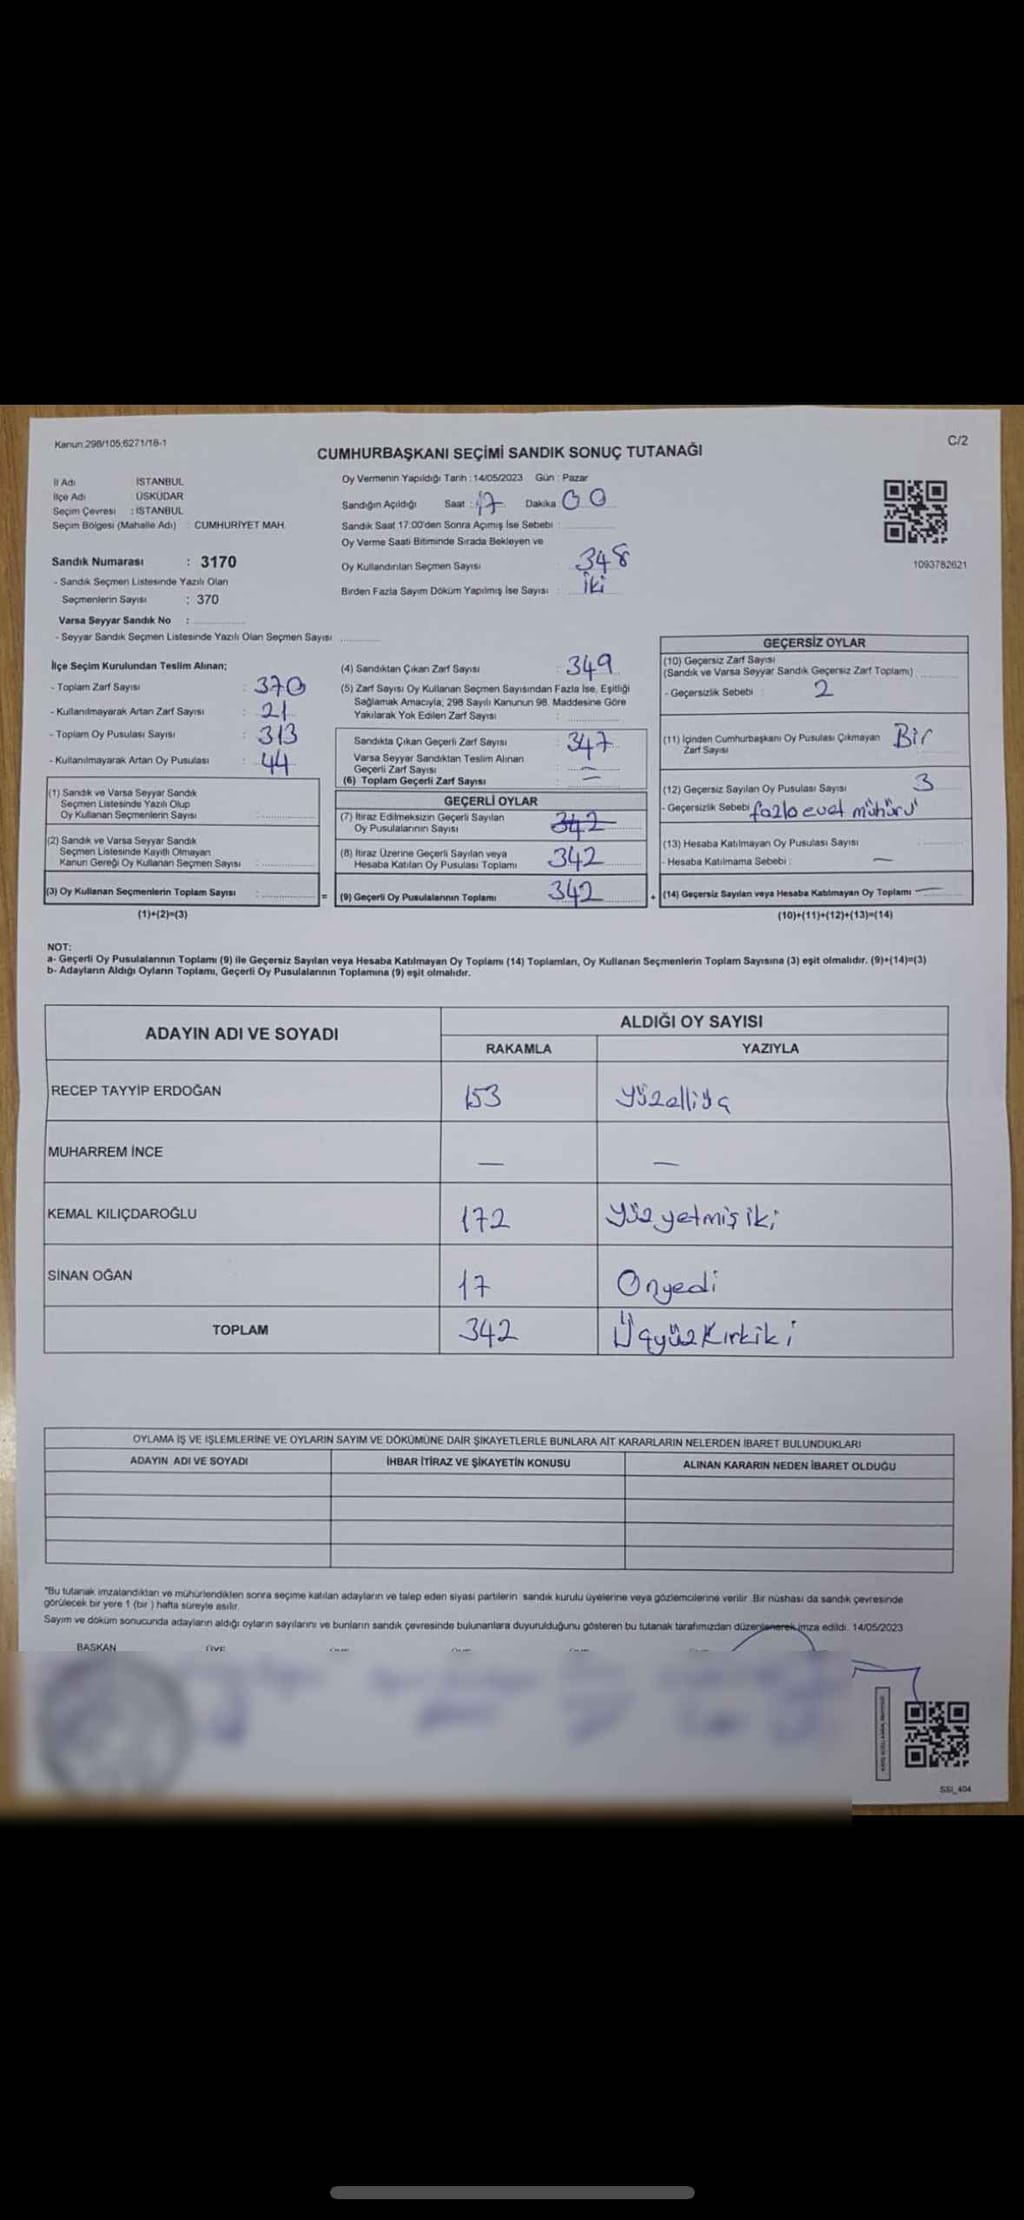 Kanun:298/105;6271/18-1
C/2
CUMHURBAŞKANI SEÇİMİ SANDIK SONUÇ TUTANAĞI
İl Adı İSTANBUL
İlçe Adı ÜSKÜDAR
Seçim Çevresi : İSTANBUL
Seçim Bölgesi (Mahalle Adı) : CUMHURİYET MAH.
Oy Vermenin Yapıldığı Tarih : 14/05/2023 Gün : Pazar
Sandığın Açıldığı Saat : 17 Dakika 00
Sandık Saat 17:00'den Sonra Açımış İse Sebebi :
Oy Verme Saati Bitiminde Sırada Bekleyen ve
Oy Kullandırılan Seçmen Sayısı : 348
Birden Fazla Sayım Döküm Yapılmış İse Sayısı : iki
1093782621
Sandık Numarası : 3170
- Sandık Seçmen Listesinde Yazılı Olan
Seçmenlerin Sayısı : 370
Varsa Seyyar Sandık No :
- Seyyar Sandık Seçmen Listesinde Yazılı Olan Seçmen Sayısı
İlçe Seçim Kurulundan Teslim Alınan;
- Toplam Zarf Sayısı : 370
- Kullanılmayarak Artan Zarf Sayısı : 21
- Toplam Oy Pusulası Sayısı : 313
- Kullanılmayarak Artan Oy Pusulası : 44
(1) Sandık ve Varsa Seyyar Sandık
Seçmen Listesinde Yazılı Olup
Oy Kullanan Seçmenlerin Sayısı :
(2) Sandık ve Varsa Seyyar Sandık
Seçmen Listesinde Kayıtlı Olmayan
Kanun Gereği Oy Kullanan Seçmen Sayısı :
(3) Oy Kullanan Seçmenlerin Toplam Sayısı :
(1)+(2)=(3)
(4) Sandıktan Çıkan Zarf Sayısı : 349
(5) Zarf Sayısı Oy Kullanan Seçmen Sayısından Fazla İse, Eşitliği
Sağlamak Amacıyla, 298 Sayılı Kanunun 98. Maddesine Göre
Yakılarak Yok Edilen Zarf Sayısı :
Sandıkta Çıkan Geçerli Zarf Sayısı : 347
Varsa Seyyar Sandıktan Teslim Alınan
Geçerli Zarf Sayısı : —
(6) Toplam Geçerli Zarf Sayısı : —
GEÇERLİ OYLAR
(7) İtiraz Edilmeksizin Geçerli Sayılan
Oy Pusulalarının Sayısı : 342
(8) İtiraz Üzerine Geçerli Sayılan veya
Hesaba Katılan Oy Pusulası Toplamı : 342
= (9) Geçerli Oy Pusulalarının Toplamı : 342
GEÇERSİZ OYLAR
(10) Geçersiz Zarf Sayısı
(Sandık ve Varsa Seyyar Sandık Geçersiz Zarf Toplamı) :
- Geçersizlik Sebebi : 2
(11) İçinden Cumhurbaşkanı Oy Pusulası Çıkmayan Bir
Zarf Sayısı
(12) Geçersiz Sayılan Oy Pusulası Sayısı 3
- Geçersizlik Sebebi : fazla evet mühürü
(13) Hesaba Katılmayan Oy Pusulası Sayısı :
- Hesaba Katılmama Sebebi : —
+ (14) Geçersiz Sayılan veya Hesaba Katılmayan Oy Toplamı : —
(10)+(11)+(12)+(13)=(14)
NOT:
a- Geçerli Oy Pusulalarının Toplamı (9) ile Geçersiz Sayılan veya Hesaba Katılmayan Oy Toplamı (14) Toplamları, Oy Kullanan Seçmenlerin Toplam Sayısına (3) eşit olmalıdır. (9)+(14)=(3)
b- Adayların Aldığı Oyların Toplamı, Geçerli Oy Pusulalarının Toplamına (9) eşit olmalıdır.
ADAYIN ADI VE SOYADI ALDIĞI OY SAYISI
RAKAMLA YAZIYLA
RECEP TAYYİP ERDOĞAN 153 Yüzelliüç
MUHARREM İNCE — —
KEMAL KILIÇDAROĞLU 172 Yüzyetmiş iki
SİNAN OĞAN 17 Onyedi
TOPLAM 342 Üçyüzkırkiki
OYLAMA İŞ VE İŞLEMLERİNE VE OYLARIN SAYIM VE DÖKÜMÜNE DAİR ŞİKAYETLERLE BUNLARA AİT KARARLARIN NELERDEN İBARET BULUNDUKLARI
ADAYIN ADI VE SOYADI İHBAR İTİRAZ VE ŞİKAYETİN KONUSU ALINAN KARARIN NEDEN İBARET OLDUĞU
"Bu tutanak imzalandıktan ve mühürlendikten sonra seçime katılan adayların ve talep eden siyasi partilerin sandık kurulu üyelerine veya gözlemcilerine verilir. Bir nüshası da sandık çevresinde
görülecek bir yere 1 (bir ) hafta süreyle asılır.
Sayım ve döküm sonucunda adayların aldığı oyların sayılarını ve bunların sandık çevresinde bulunanlara duyurulduğunu gösteren bu tutanak tarafımızdan düzenlenerek imza edildi. 14/05/2023
BAŞKAN ÜYE
SSI_404